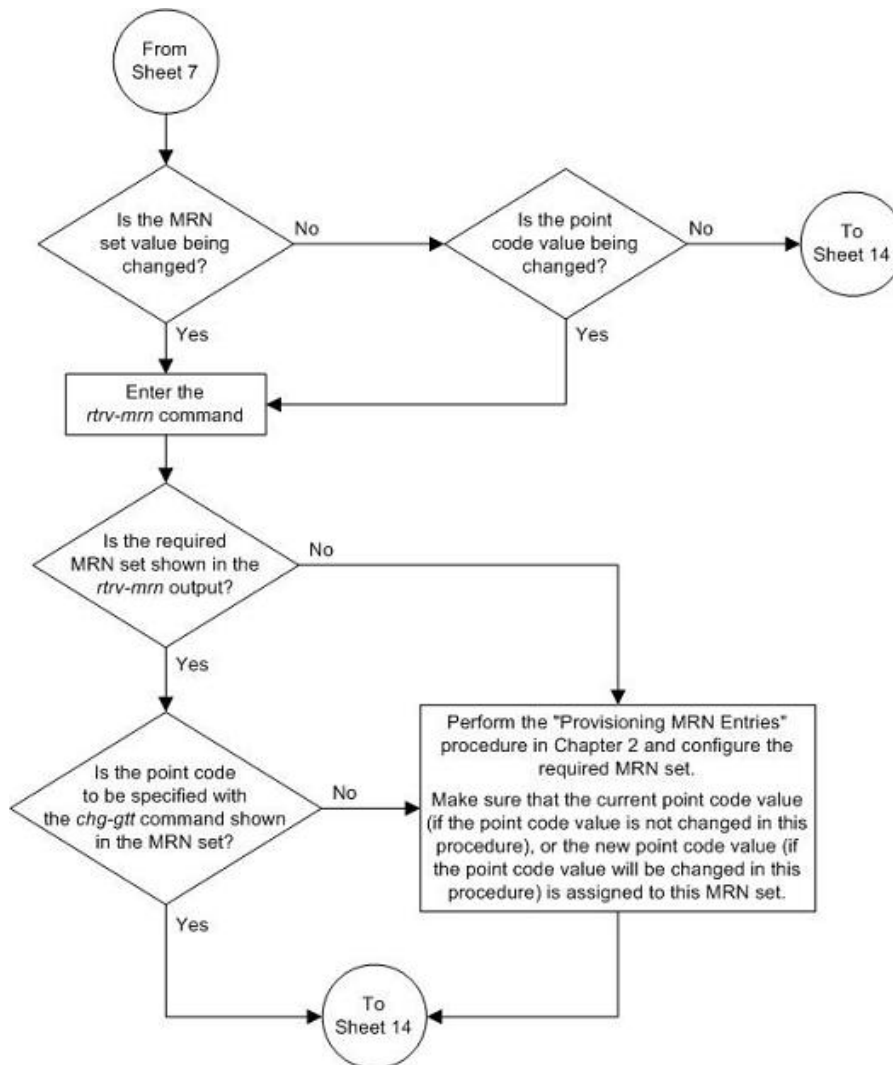 From
Sheet 7
Is the MRN
set value being
changed?
No
Is the point
code value being
changed?
No
To
Sheet 14
Yes
Yes
Enter the
rtrv-mrn command
Is the required
MRN set shown in the
rtrv-mrn output?
No
Yes
Is the point code
to be specified with
the chg-gtt command shown
in the MRN set?
No
Perform the "Provisioning MRN Entries"
procedure in Chapter 2 and configure the
required MRN set.
Make sure that the current point code value
(if the point code value is not changed in this
procedure), or the new point code value (if
the point code value will be changed in this
procedure) is assigned to this MRN set.
Yes
To
Sheet 14